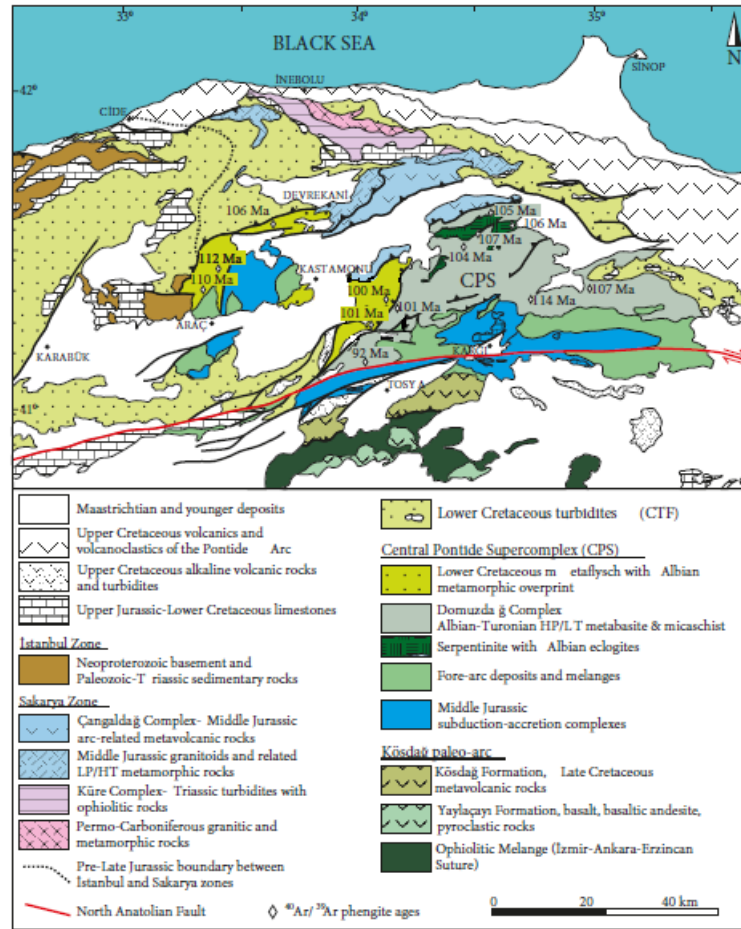 33°
34°
35°
BLACK SEA
N
SİNOP
İNEBOLU
42°
CİDE
DEVREKANİ
106 Ma
105 Ma
106 Ma
107 Ma
104 Ma
112 Ma
110 Ma
KASTAMONU
CPS
100 Ma
107 Ma
114 Ma
101 Ma
101 Ma
ARAÇ
KARABÜK
92 Ma
TOSYA
41°
Maastrichtian and younger deposits
Upper Cretaceous volcanics and
volcanoclastics of the Pontide Arc
Upper Cretaceous alkaline volcanic rocks
and turbidites
Upper Jurassic-Lower Cretaceous limestones
İstanbul Zone
Neoproterozoic basement and
Paleozoic-T riassic sedimentary rocks
Sakarya Zone
Çangaldağ Complex- Middle Jurassic
arc-related metavolcanic rocks
Middle Jurassic granitoids and related
LP/HT metamorphic rocks
Küre Complex- Triassic turbidites with
ophiolitic rocks
Permo-Carboniferous granitic and
metamorphic rocks
Pre-Late Jurassic boundary between
İstanbul and Sakarya zones
North Anatolian Fault
40Ar/ 39Ar phengite ages
Lower Cretaceous turbidites (CTF)
Central Pontide Supercomplex (CPS)
Lower Cretaceous m etaflysch with Albian
metamorphic overprint
Domuzda ğ Complex
Albian-Turonian HP/LT metabasite & micaschist
Serpentinite with Albian eclogites
Fore-arc deposits and melanges
Middle Jurassic
subduction-accretion complexes
Kösdağ paleo-arc
Kösdağ Formation, Late Cretaceous
metavolcanic rocks
Yaylaçayı Formation, basalt, basaltic andesite,
pyroclastic rocks
Ophiolitic Melange (İzmir-Ankara-Erzincan
Suture)
0 20 40 km